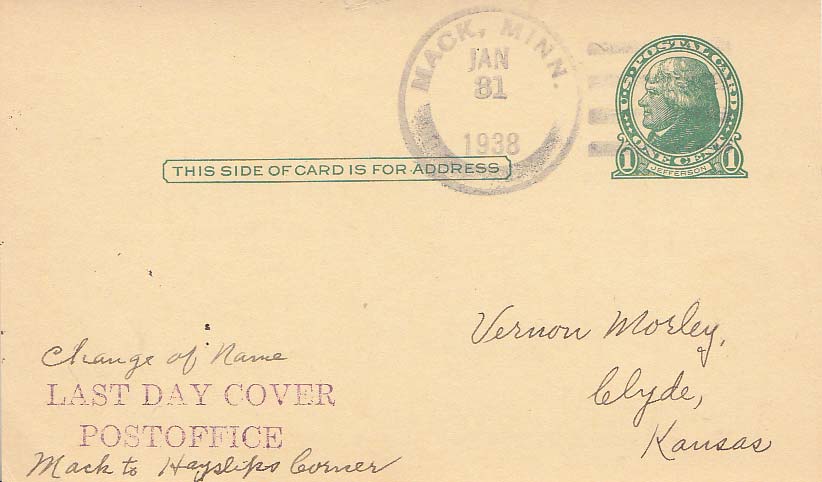 MACK, MINN.
JAN
31
1938
U.S. POSTAL CARD
ONE CENT
1 JEFFERSON 1
THIS SIDE OF CARD IS FOR ADDRESS
Vernon Morley,
Clyde,
Kansas
Change of Name
LAST DAY COVER
POSTOFFICE
Mack to Hayslips Corner